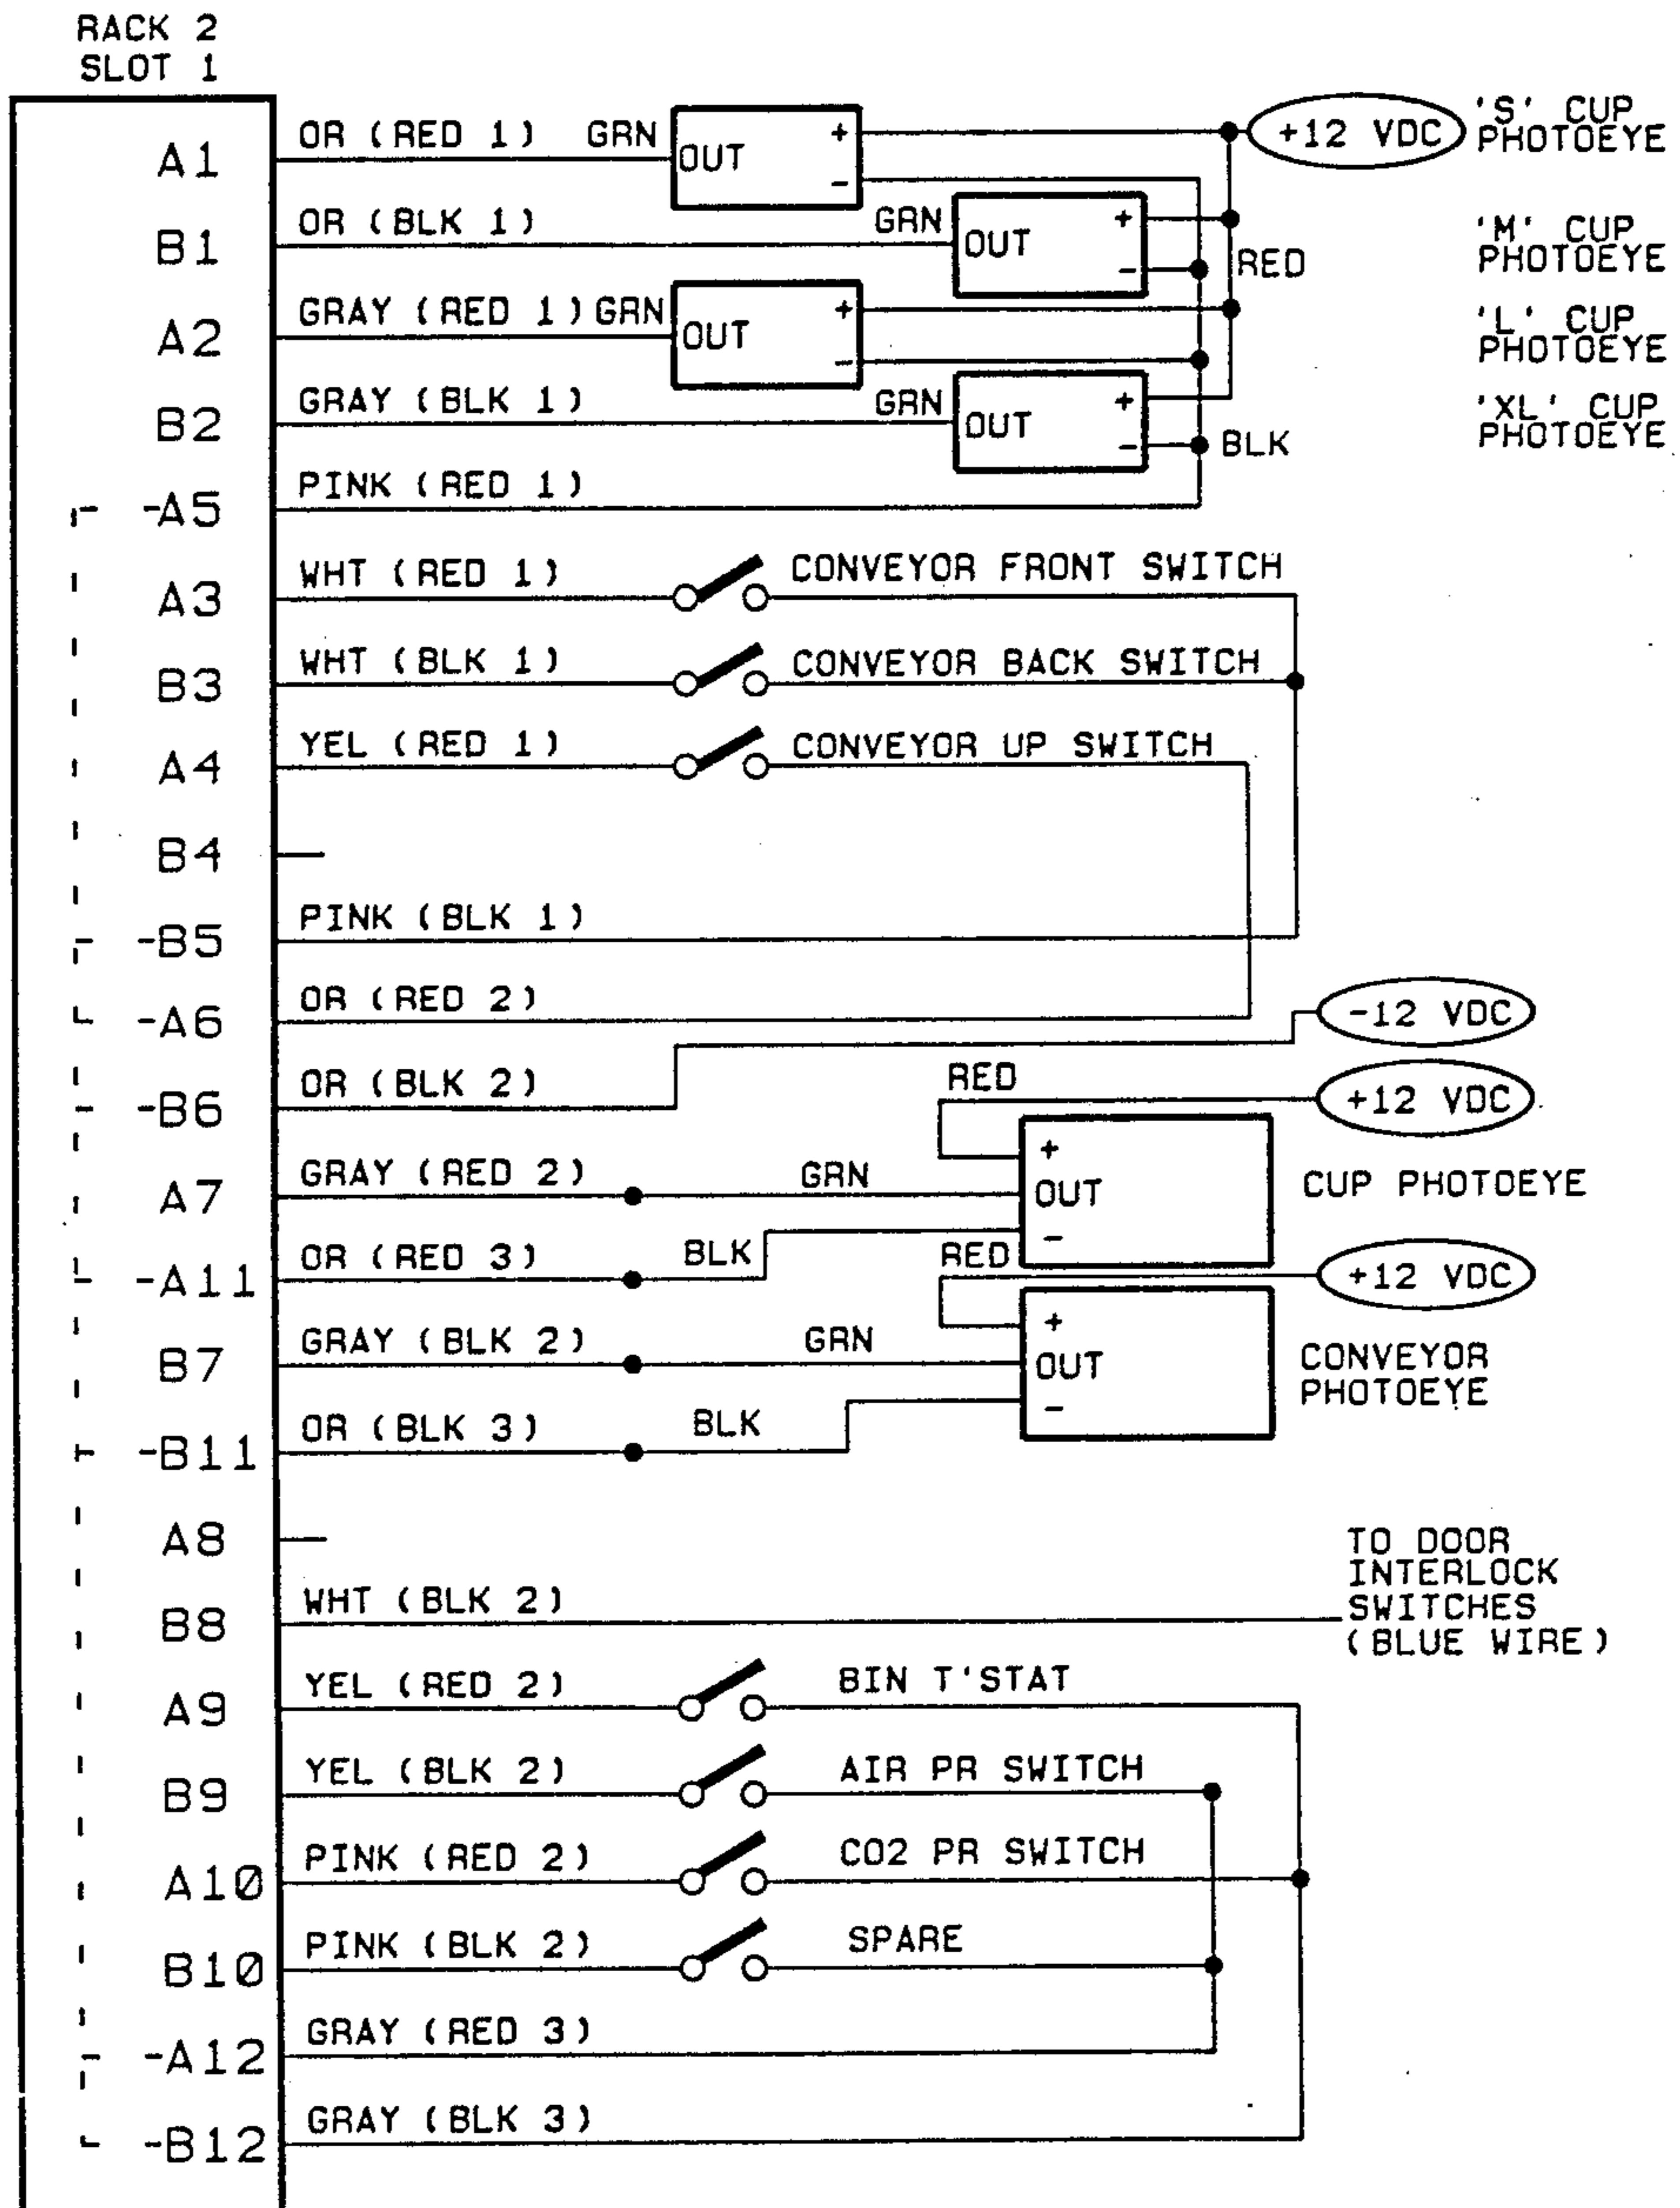 RACK 2
SLOT 1
A1 OR (RED 1) GRN OUT + -
+12 VDC
'S' CUP
PHOTOEYE
B1 OR (BLK 1) GRN OUT + -
RED
'M' CUP
PHOTOEYE
A2 GRAY (RED 1) GRN OUT + -
'L' CUP
PHOTOEYE
B2 GRAY (BLK 1) GRN OUT + -
BLK
'XL' CUP
PHOTOEYE
-A5 PINK (RED 1)
A3 WHT (RED 1) CONVEYOR FRONT SWITCH
B3 WHT (BLK 1) CONVEYOR BACK SWITCH
A4 YEL (RED 1) CONVEYOR UP SWITCH
B4
-B5 PINK (BLK 1)
-A6 OR (RED 2)
-12 VDC
-B6 OR (BLK 2)
RED
+12 VDC
A7 GRAY (RED 2) GRN + OUT -
CUP PHOTOEYE
-A11 OR (RED 3) BLK
RED
+12 VDC
B7 GRAY (BLK 2) GRN + OUT -
CONVEYOR
PHOTOEYE
-B11 OR (BLK 3) BLK
A8
B8 WHT (BLK 2)
TO DOOR
INTERLOCK
SWITCHES
(BLUE WIRE)
A9 YEL (RED 2) BIN T'STAT
B9 YEL (BLK 2) AIR PR SWITCH
A10 PINK (RED 2) CO2 PR SWITCH
B10 PINK (BLK 2) SPARE
-A12 GRAY (RED 3)
-B12 GRAY (BLK 3)